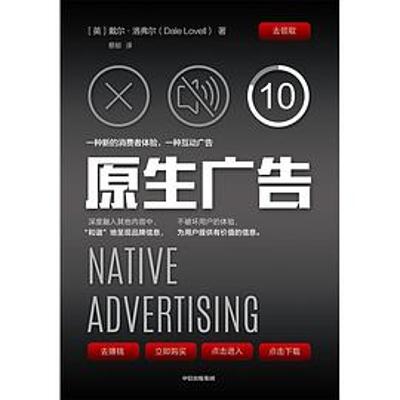 [英] 戴尔·洛弗尔（Dale Lovell）著
去领取
译
10
一种新的消费者体验，一种互动广告
原生广告
深度融入其他内容中，
不破坏用户的体验，
“和谐”地呈现品牌信息，
为用户提供有价值的信息。
NATIVE
ADVERTISING
去赚钱
立即购买
点击进入
点击下载
中信出版集团